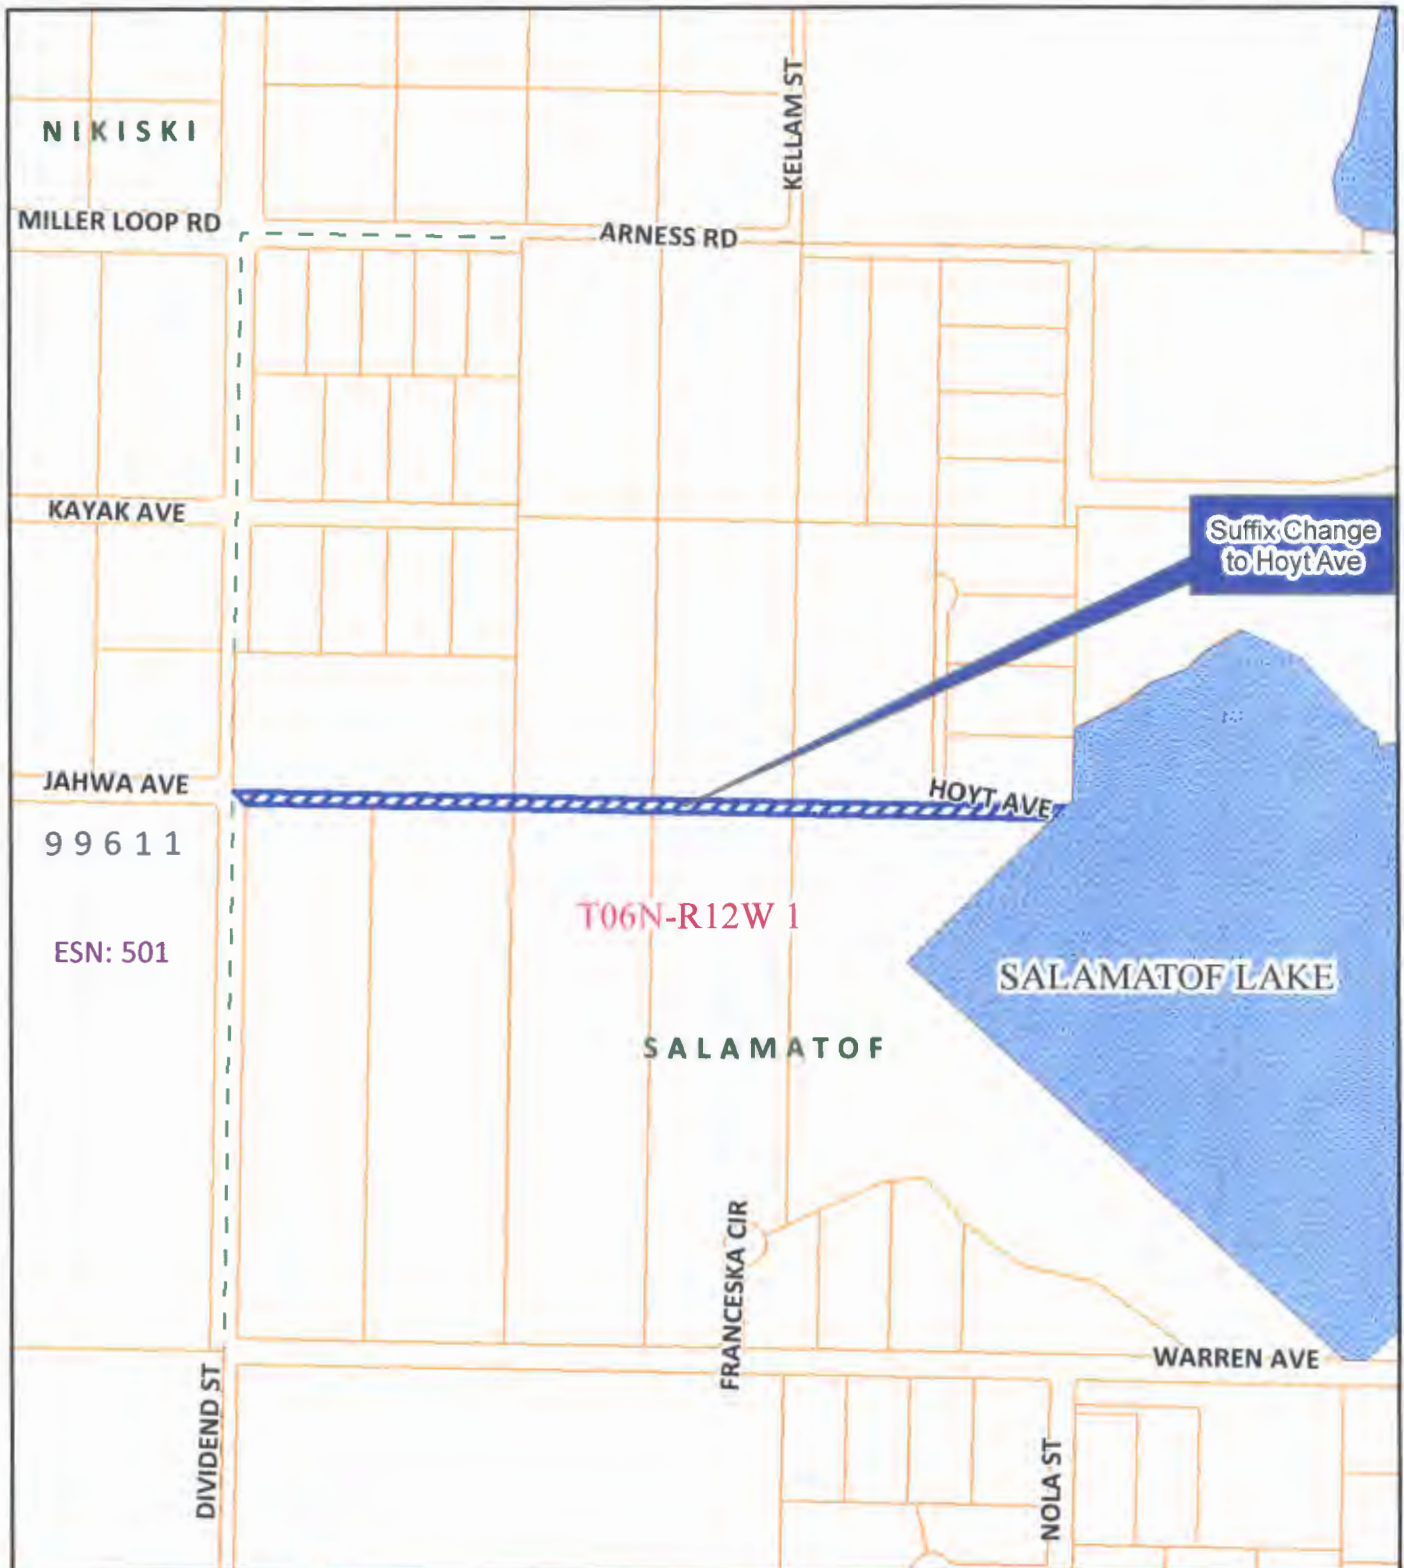 KELLAM ST
NIKISKI
MILLER LOOP RD
ARNESS RD
KAYAK AVE
Suffix Change
to Hoyt Ave
JAHWA AVE
HOYT AVE
99611
T06N-R12W 1
ESN: 501
SALAMATOF LAKE
SALAMATOF
FRANCESKA CIR
WARREN AVE
DIVIDEND ST
NOLA ST